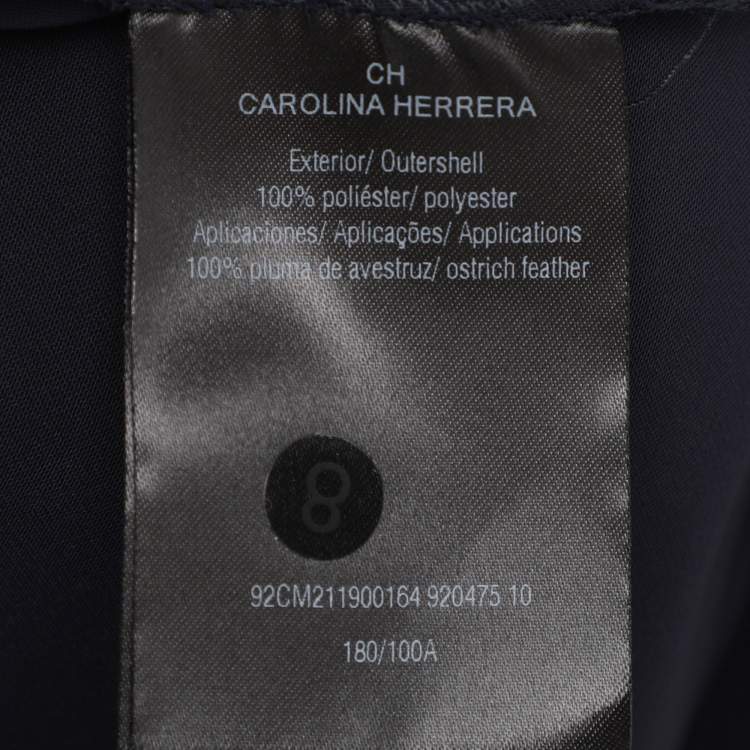 CH
CAROLINA HERRERA
Exterior/ Outershell
100% poliéster/ polyester
Aplicaciones/ Aplicações/ Applications
100% pluma de avestruz/ ostrich feather
8
92CM211900164 920475 10
180/100A